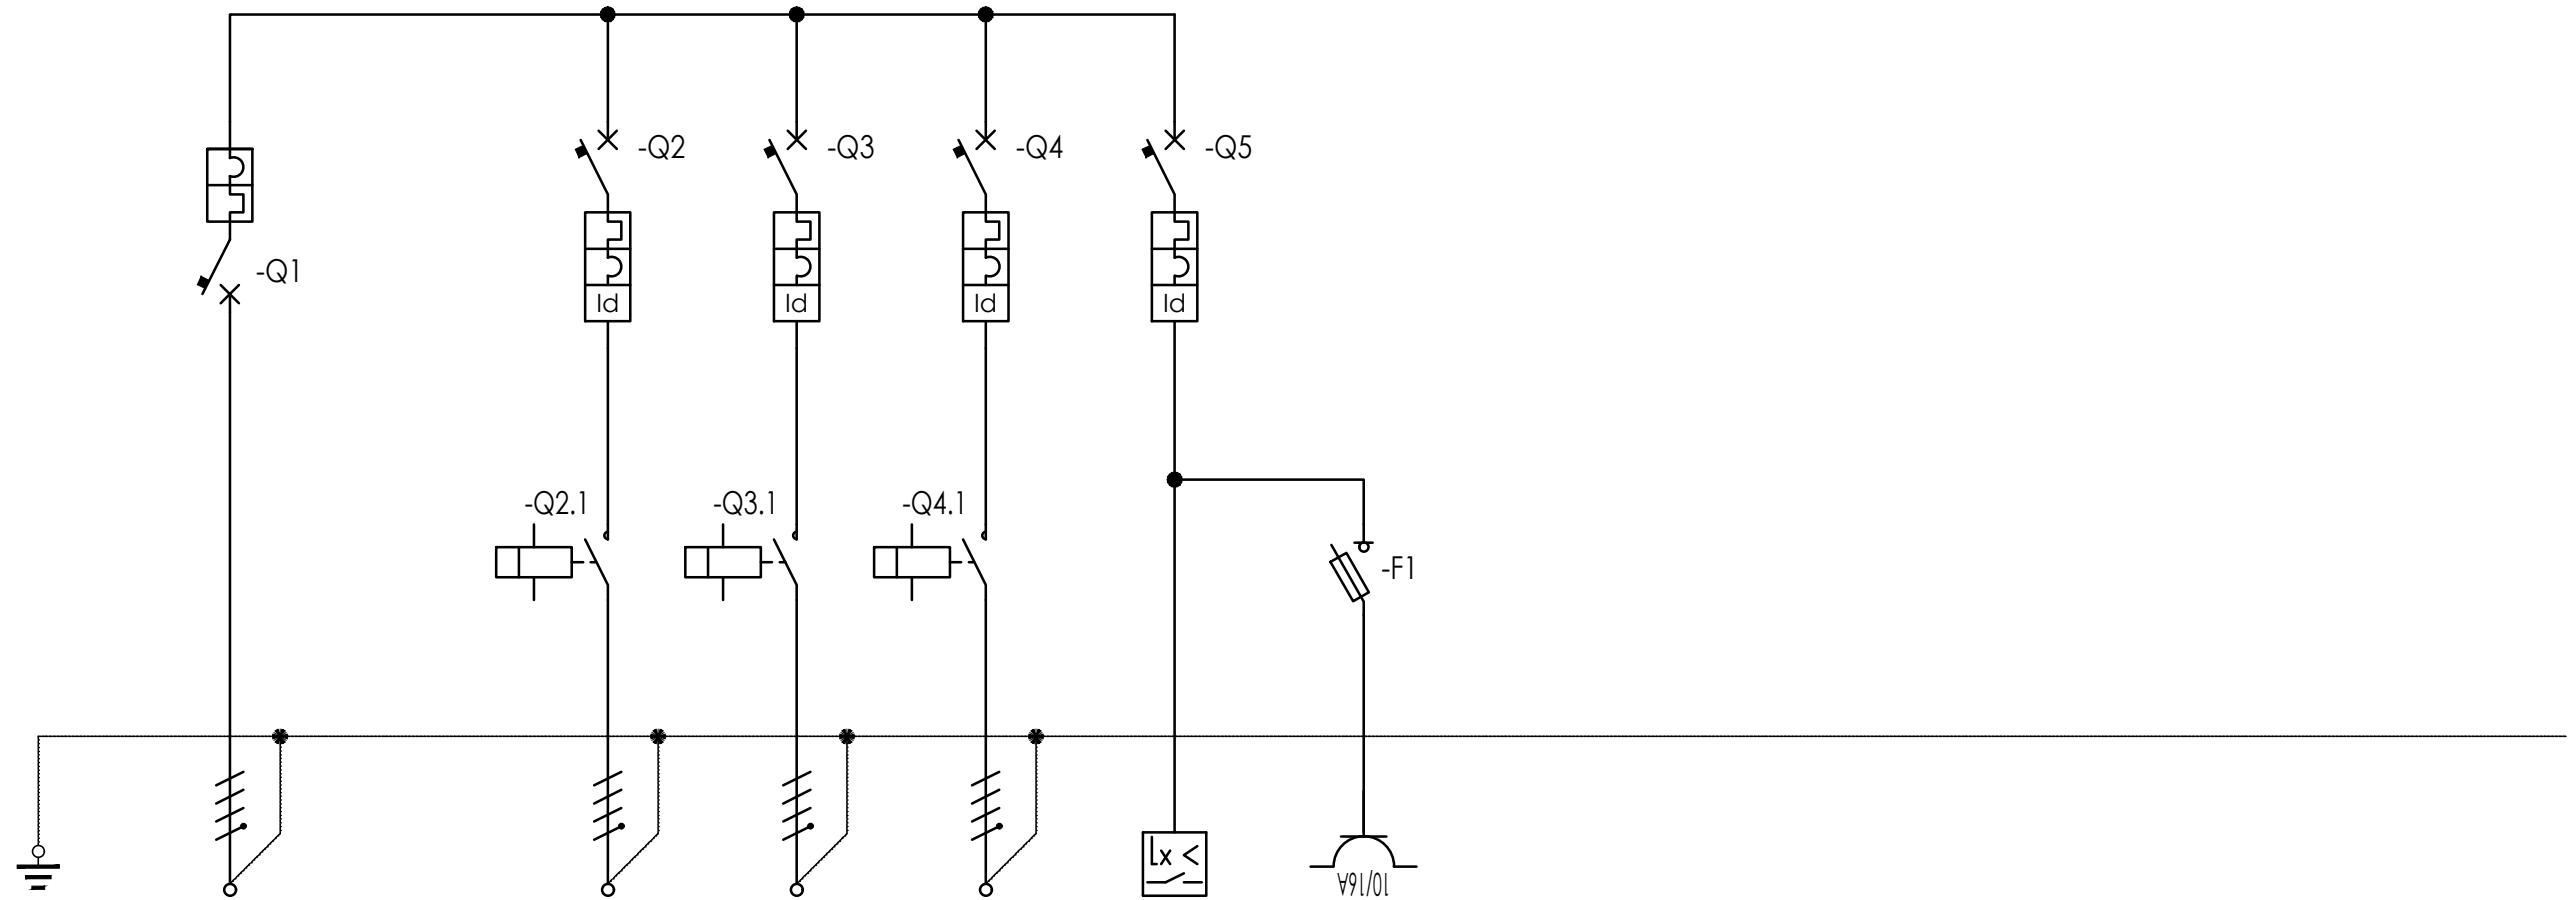 -Q2
-Q3
-Q4
-Q5
-Q1
Id
Id
Id
Id
-Q2.1
-Q3.1
-Q4.1
-F1
Lx <
10/16A